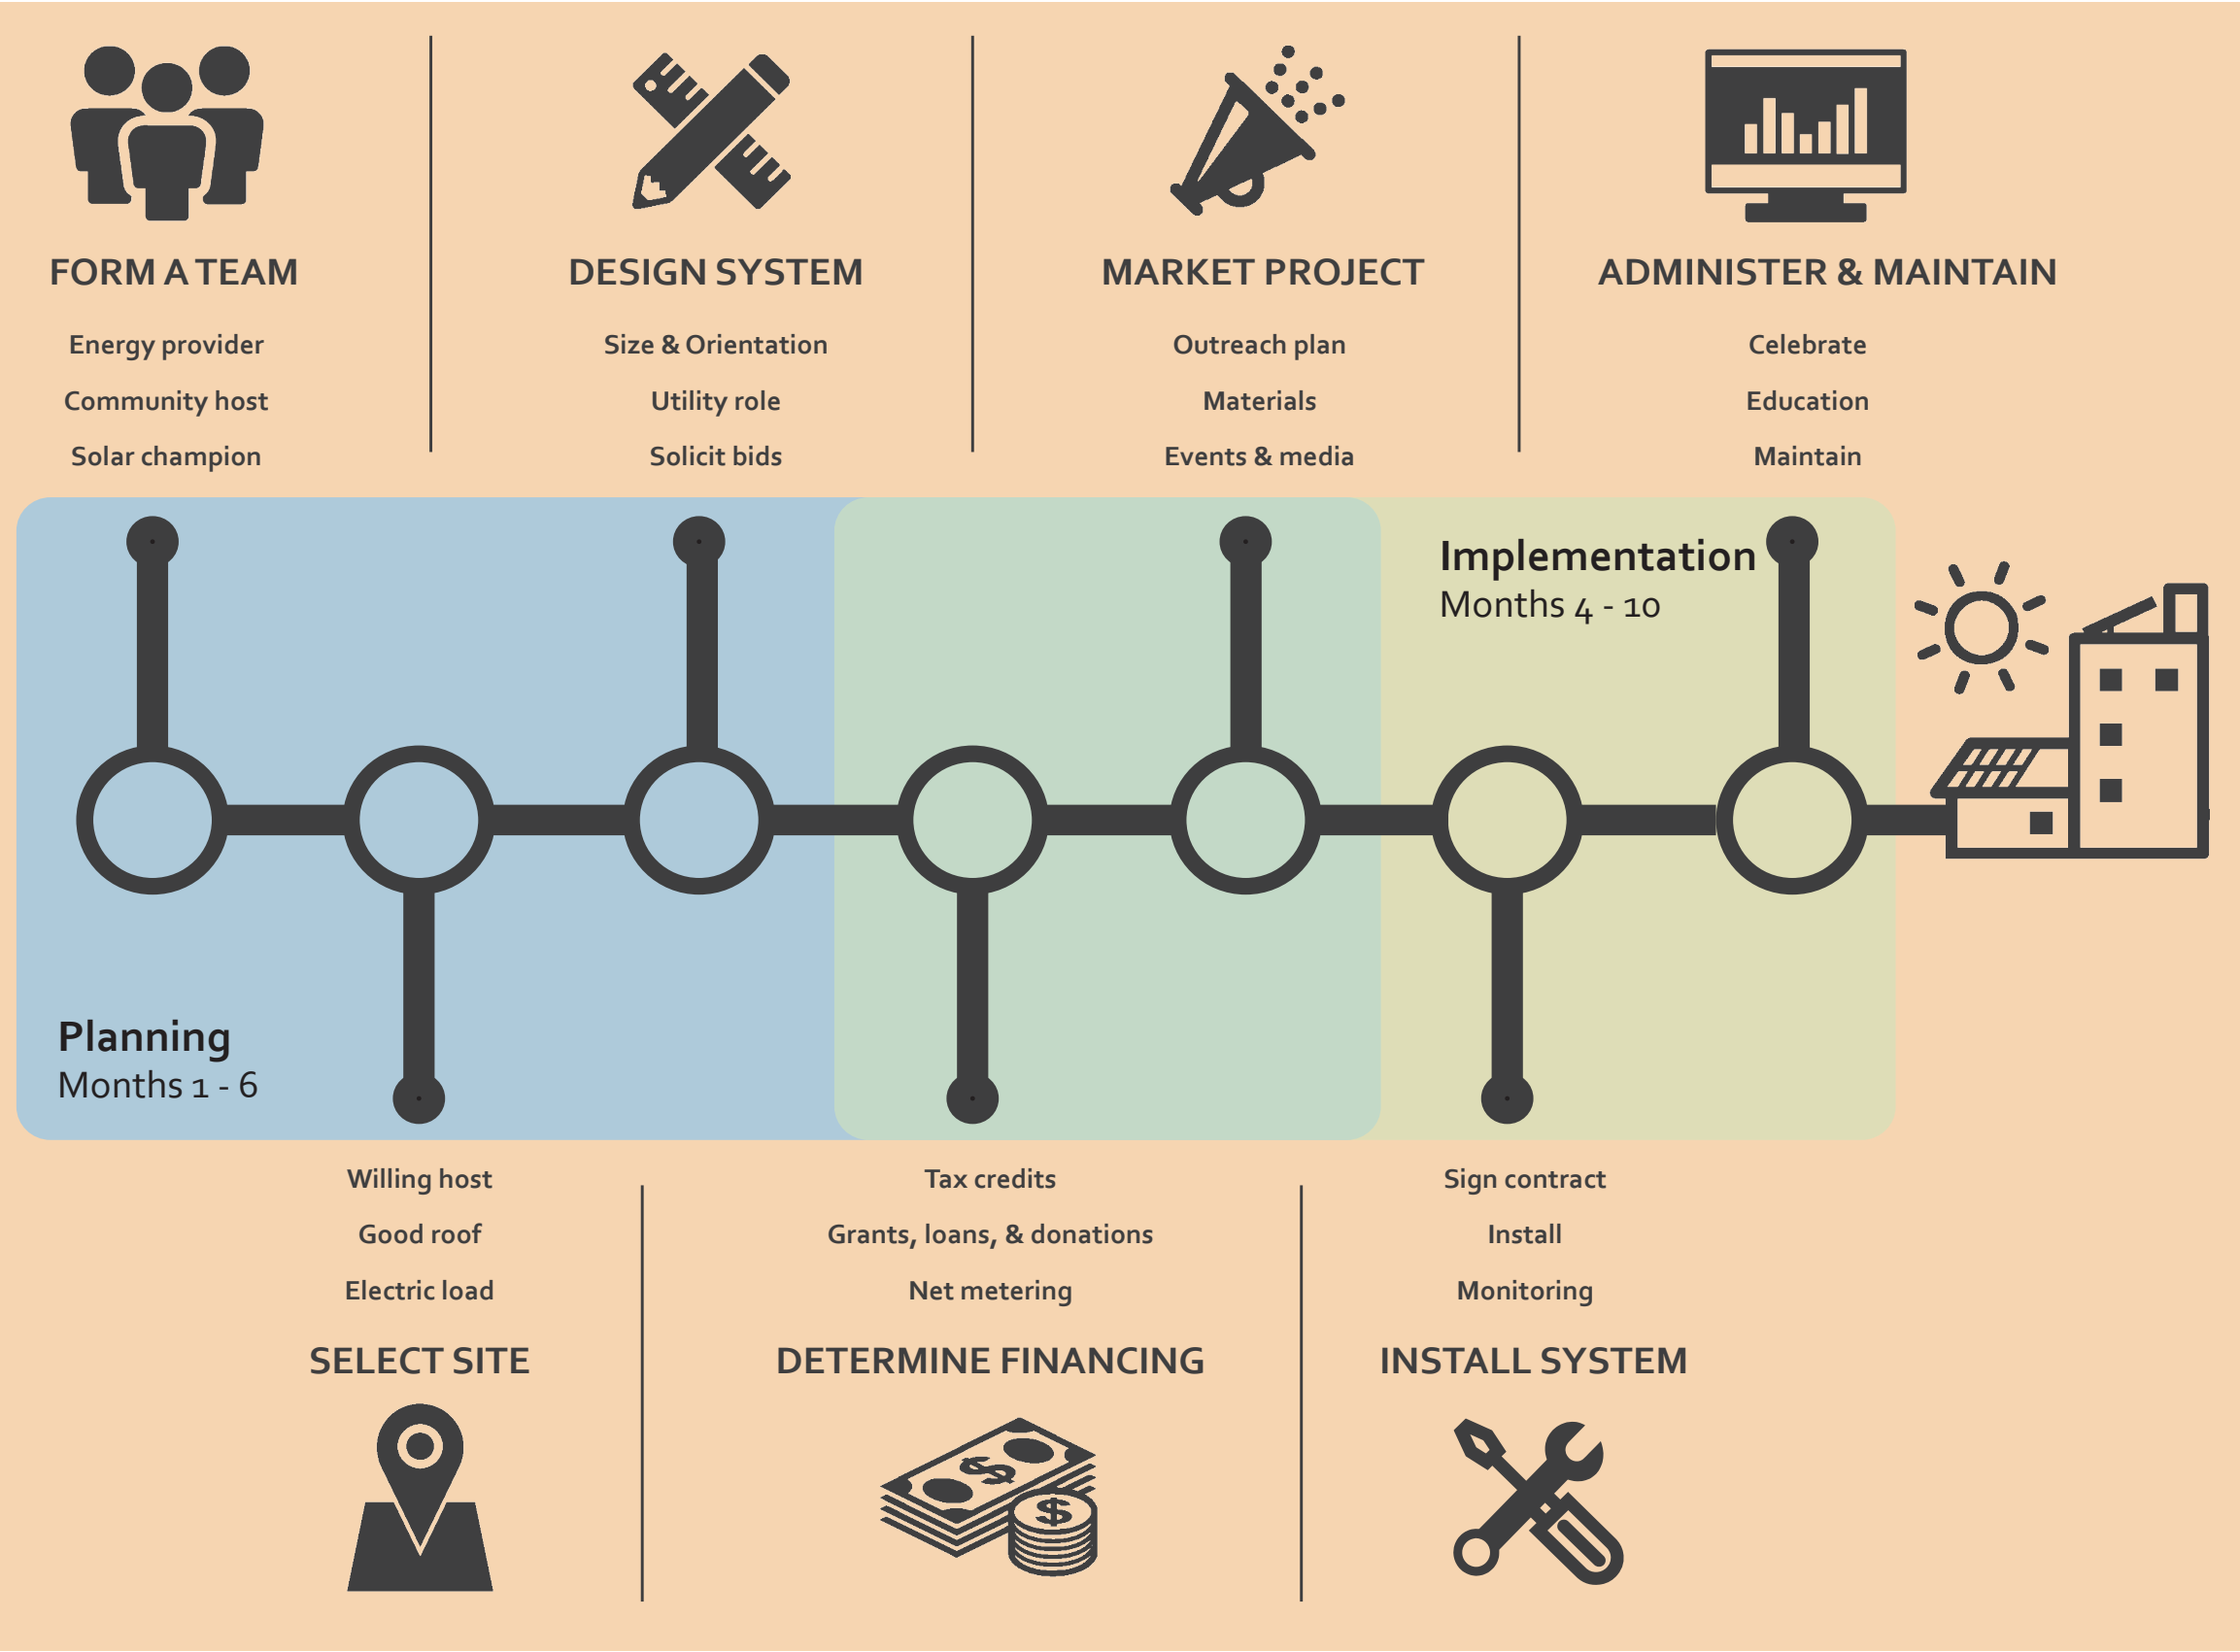 FORM A TEAM
Energy provider
Community host
Solar champion
DESIGN SYSTEM
Size & Orientation
Utility role
Solicit bids
MARKET PROJECT
Outreach plan
Materials
Events & media
ADMINISTER & MAINTAIN
Celebrate
Education
Maintain
Implementation
Months 4 - 10
Planning
Months 1 - 6
Willing host
Good roof
Electric load
SELECT SITE
Tax credits
Grants, loans, & donations
Net metering
DETERMINE FINANCING
$
$
Sign contract
Install
Monitoring
INSTALL SYSTEM